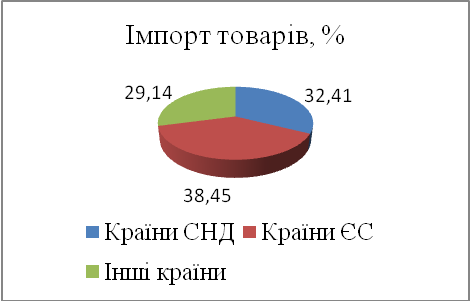 Імпорт товарів, %
29,14
32,41
38,45
Країни СНД
Країни ЄС
Інші країни